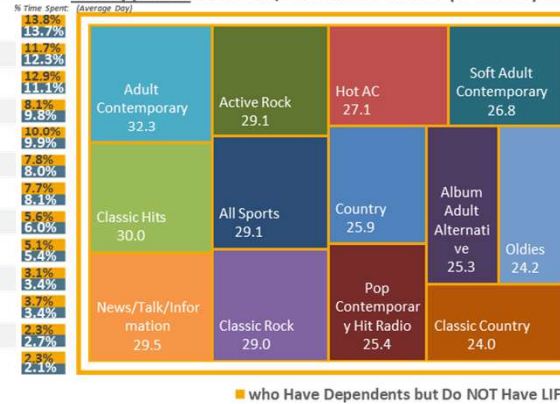 % Time Spent: (Average Day)
13.8%
13.7%
11.7%
12.3%
12.9%
11.1%
8.1%
9.8%
10.0%
9.9%
7.8%
8.0%
7.7%
8.1%
5.6%
6.0%
5.1%
5.4%
3.1%
3.4%
3.7%
3.4%
2.3%
2.7%
2.3%
2.1%
Adult
Contemporary
32.3
Classic Hits
30.0
News/Talk/Infor
mation
29.5
Active Rock
29.1
All Sports
29.1
Classic Rock
29.0
Hot AC
27.1
Country
25.9
Pop
Contemporar
y Hit Radio
25.4
Soft Adult
Contemporary
26.8
Album
Adult
Alternati
ve
25.3
Oldies
24.2
Classic Country
24.0
who Have Dependents but Do NOT Have LIF